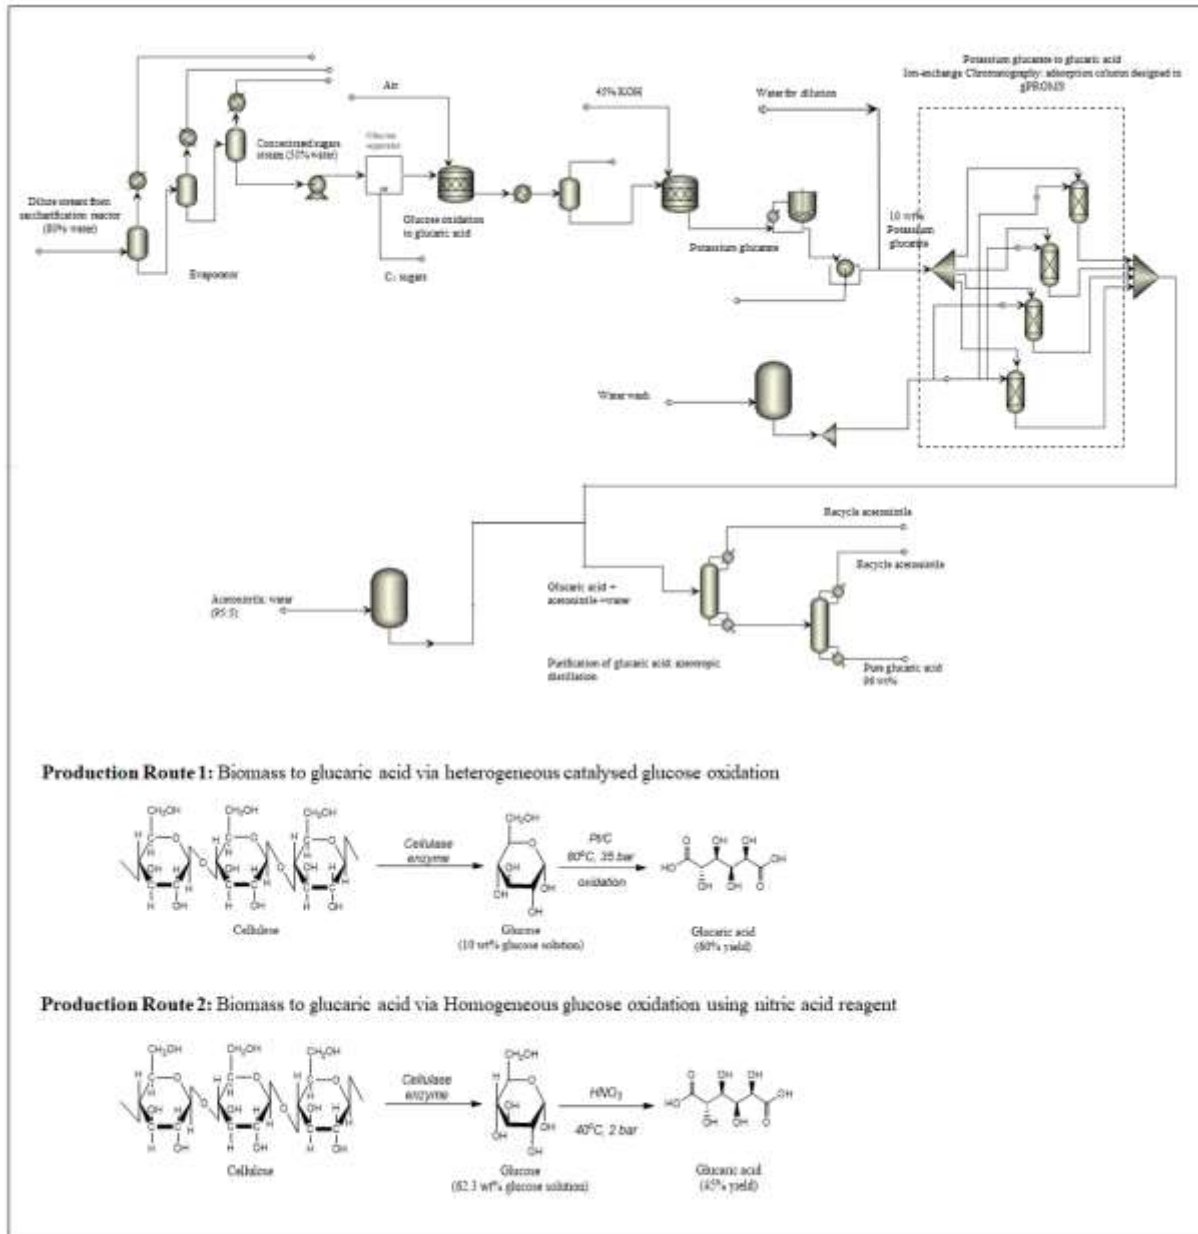 Potassium glucarate to glucaric acid
Ion-exchange Chromatography: adsorption column designed in
gPROMS
Air
45% KOH
Water for dilution
Concentrated sugars
stream (50% water)
Glucose
separator
Dilute stream from
saccharification reactor
(80% water)
Glucose oxidation
to glucaric acid
Potassium glucarate
10 wt%
Potassium
glucarate
Evaporator
C5 sugars
Water wash
Recycle acetonitrile
Recycle acetonitrile
Acetonitrile: water
(95:5)
Glucaric acid +
acetonitrile +water
Purification of glucaric acid: azeotropic
distillation
Pure glucaric acid
Production Route 1: Biomass to glucaric acid via heterogeneous catalysed glucose oxidation
Cellulase
enzyme
Pt/C
80°C, 35 bar
oxidation
Cellulose
Glucose
(10 wt% glucose solution)
Glucaric acid
(60% yield)
Production Route 2: Biomass to glucaric acid via Homogeneous glucose oxidation using nitric acid reagent
Cellulase
enzyme
HNO3
40°C, 2 bar
Cellulose
Glucose
(62.3 wt% glucose solution)
Glucaric acid
(45% yield)